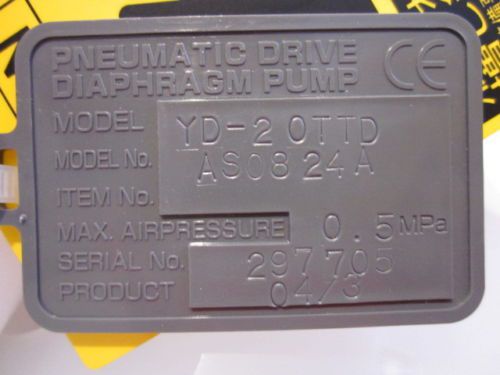 PNEUMATIC DRIVE
DIAPHRAGM PUMP CE
MODEL YD-20TTD
MODEL No. AS0824A
ITEM No.
MAX. AIRPRESSURE 0.5MPa
SERIAL No. 297705
PRODUCT 04/3